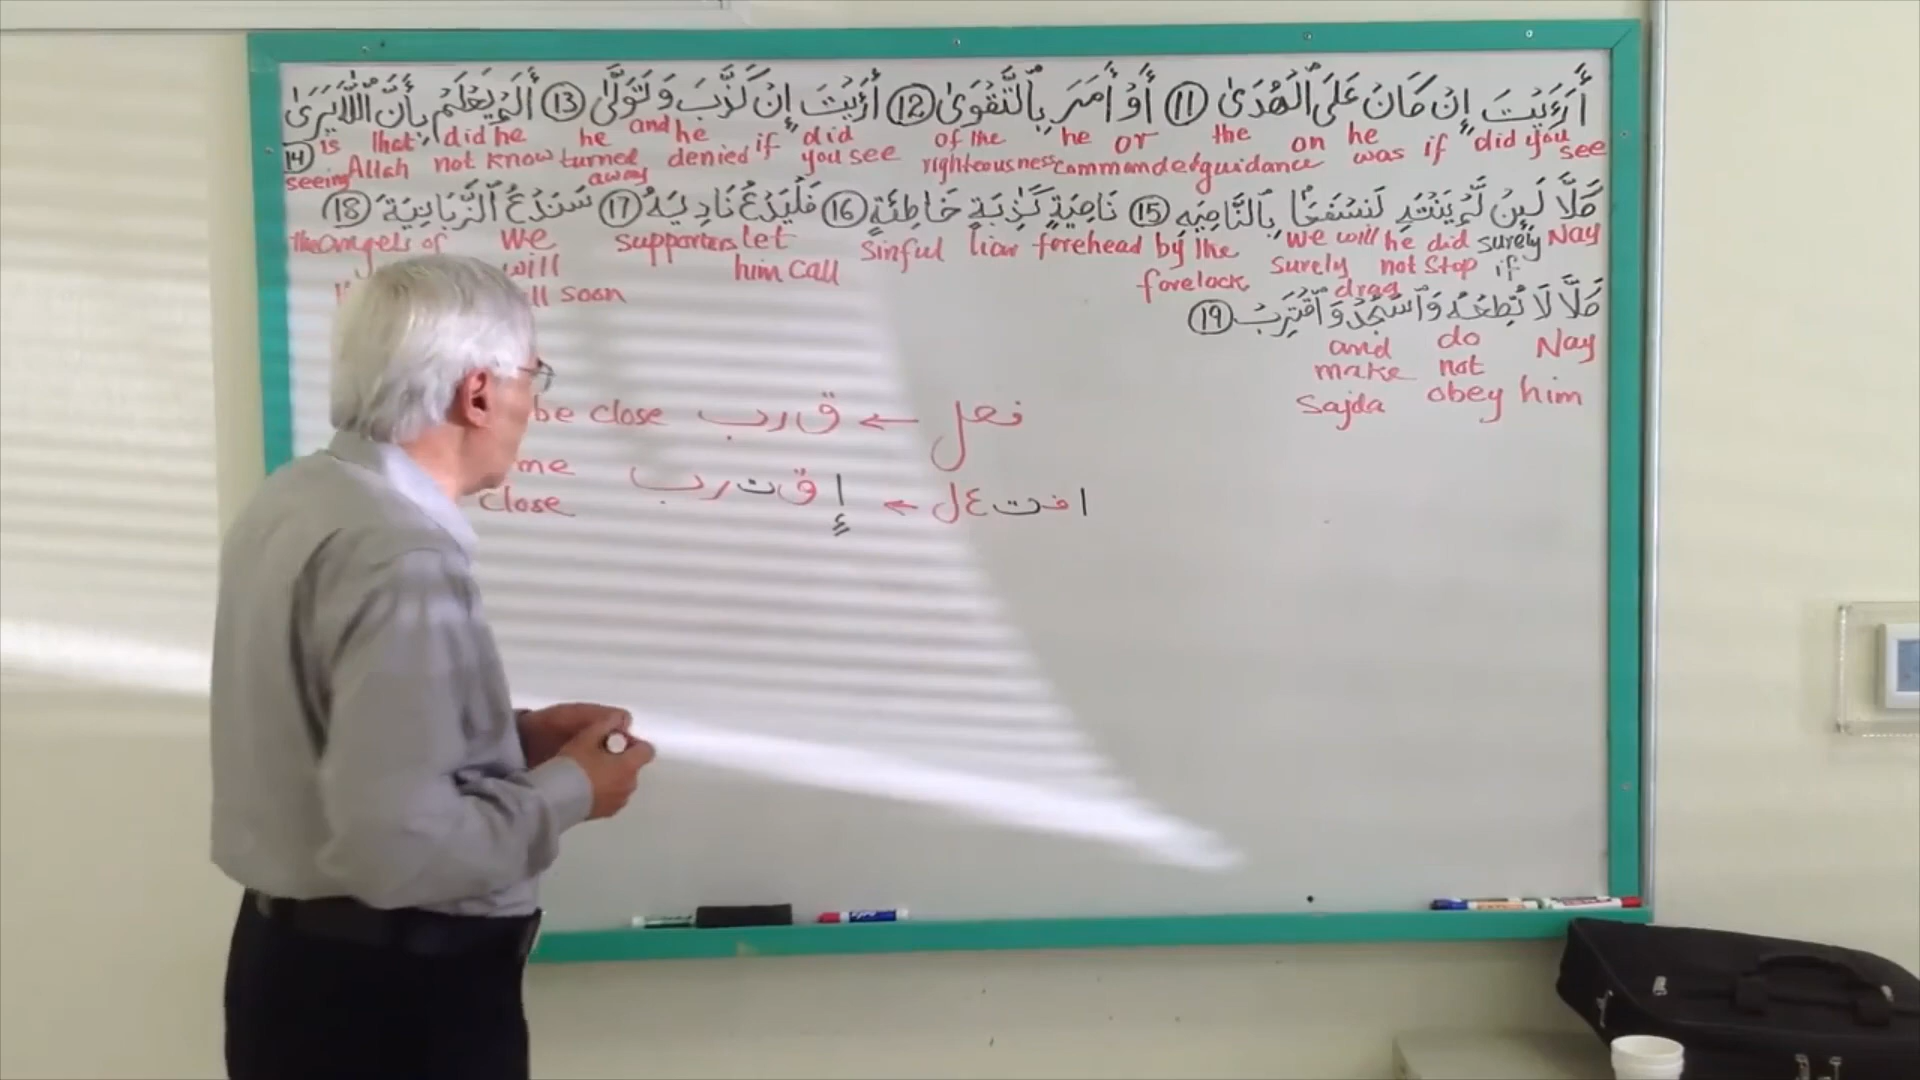 أَرَءَيْتَ إِن كَانَ عَلَى ٱلْهُدَىٰ ⑪ أَوْ أَمَرَ بِٱلتَّقْوَىٰ ⑫ أَرَءَيْتَ إِن كَذَّبَ وَتَوَلَّىٰ ⑬ أَلَمْ يَعْلَم بِأَنَّ ٱللَّهَ يَرَىٰ
is that did he he and he if "did of the he or the on he "did you
⑭ seeing Allah not know turned away denied you see righteousness commanded guidance was if see
كَلَّا لَئِن لَّمْ يَنتَهِ لَنَسْفَعًۢا بِٱلنَّاصِيَةِ ⑮ نَاصِيَةٍ كَٰذِبَةٍ خَاطِئَةٍ ⑯ فَلْيَدْعُ نَادِيَهُ ⑰ سَنَدْعُ ٱلزَّبَانِيَةَ ⑱
the angels of we supporters let sinful liar forehead by the we will he did surely Nay
will him call forelock surely not stop if
ll soon drag
كَلَّا لَا تُطِعْهُ وَٱسْجُدْ وَٱقْتَرِب ⑲
and do Nay
make not
Sajda obey him
فعل ← ق ر ب be close
me
ا ف ت ع ل ← إ ق ت ر ب close